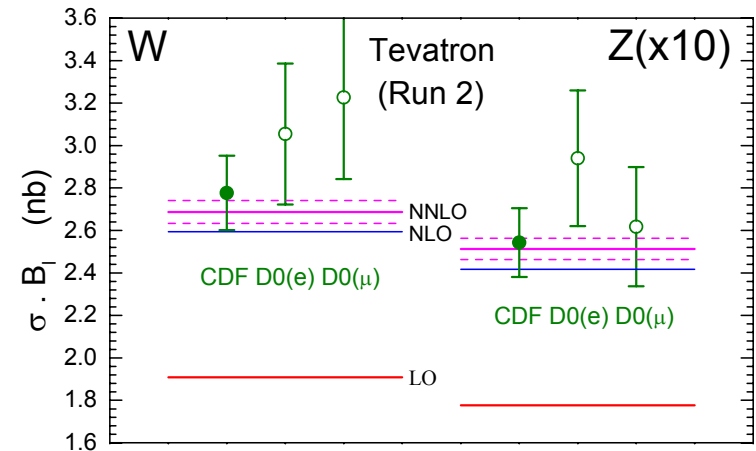 W
Tevatron
(Run 2)
Z(x10)
σ . B_l (nb)
3.6
3.4
3.2
3.0
2.8
2.6
2.4
2.2
2.0
1.8
1.6
NNLO
NLO
CDF D0(e) D0(μ)
CDF D0(e) D0(μ)
LO